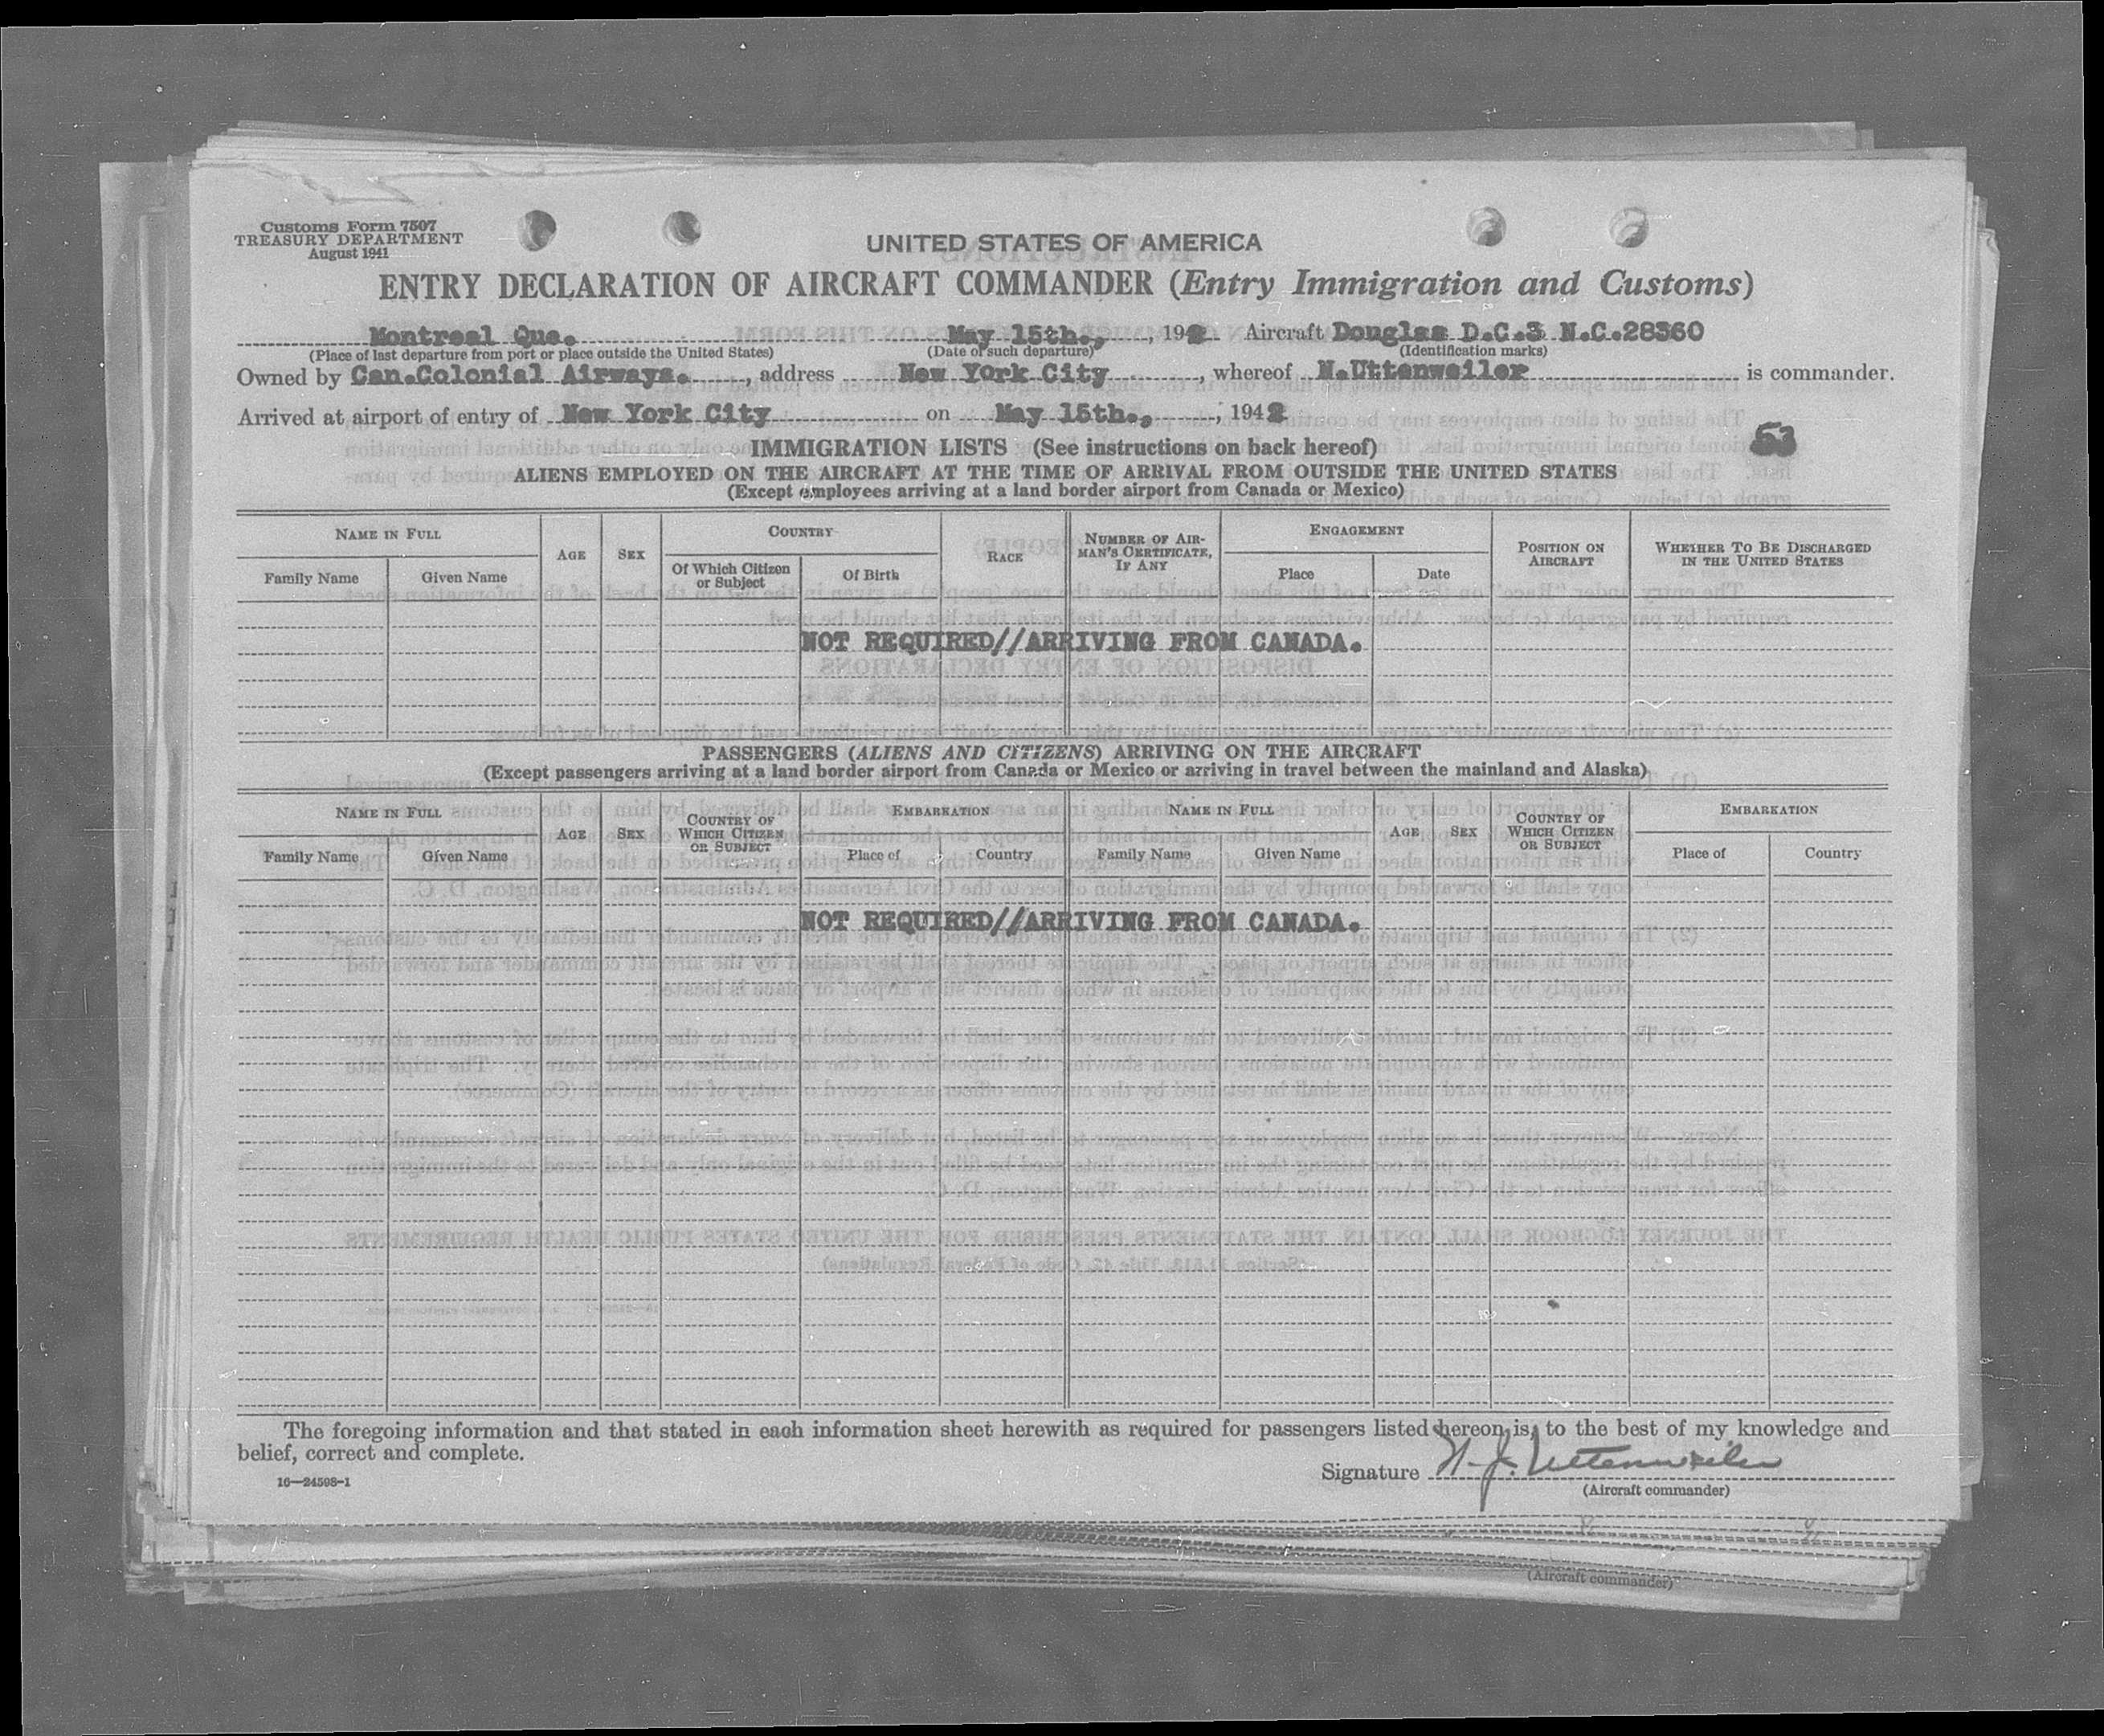 Customs Form 7507
TREASURY DEPARTMENT
August 1941
UNITED STATES OF AMERICA
ENTRY DECLARATION OF AIRCRAFT COMMANDER (Entry Immigration and Customs)
Montreal Que. May 15th., 1942 Aircraft Douglas D.C.3 N.C.28360
(Place of last departure from port or place outside the United States) (Date of such departure) (Identification marks)
Owned by Can.Colonial Airways., address New York City, whereof N.Uttenweiler is commander.
Arrived at airport of entry of New York City on May 15th., 1942
53
IMMIGRATION LISTS (See instructions on back hereof)
ALIENS EMPLOYED ON THE AIRCRAFT AT THE TIME OF ARRIVAL FROM OUTSIDE THE UNITED STATES
(Except employees arriving at a land border airport from Canada or Mexico)
NAME IN FULL AGE SEX COUNTRY RACE NUMBER OF AIRMAN'S CERTIFICATE, IF ANY ENGAGEMENT POSITION ON AIRCRAFT WHETHER TO BE DISCHARGED IN THE UNITED STATES
Family Name Given Name Of Which Citizen or Subject Of Birth Place Date
NOT REQUIRED//ARRIVING FROM CANADA.
PASSENGERS (ALIENS AND CITIZENS) ARRIVING ON THE AIRCRAFT
(Except passengers arriving at a land border airport from Canada or Mexico or arriving in travel between the mainland and Alaska)
NAME IN FULL AGE SEX COUNTRY OF WHICH CITIZEN OR SUBJECT EMBARKATION NAME IN FULL AGE SEX COUNTRY OF WHICH CITIZEN OR SUBJECT EMBARKATION
Family Name Given Name Place of Country Family Name Given Name Place of Country
NOT REQUIRED//ARRIVING FROM CANADA.
The foregoing information and that stated in each information sheet herewith as required for passengers listed hereon is, to the best of my knowledge and
belief, correct and complete.
Signature N. J. Uttenweiler
(Aircraft commander)
16—24598-1
(Aircraft commander)